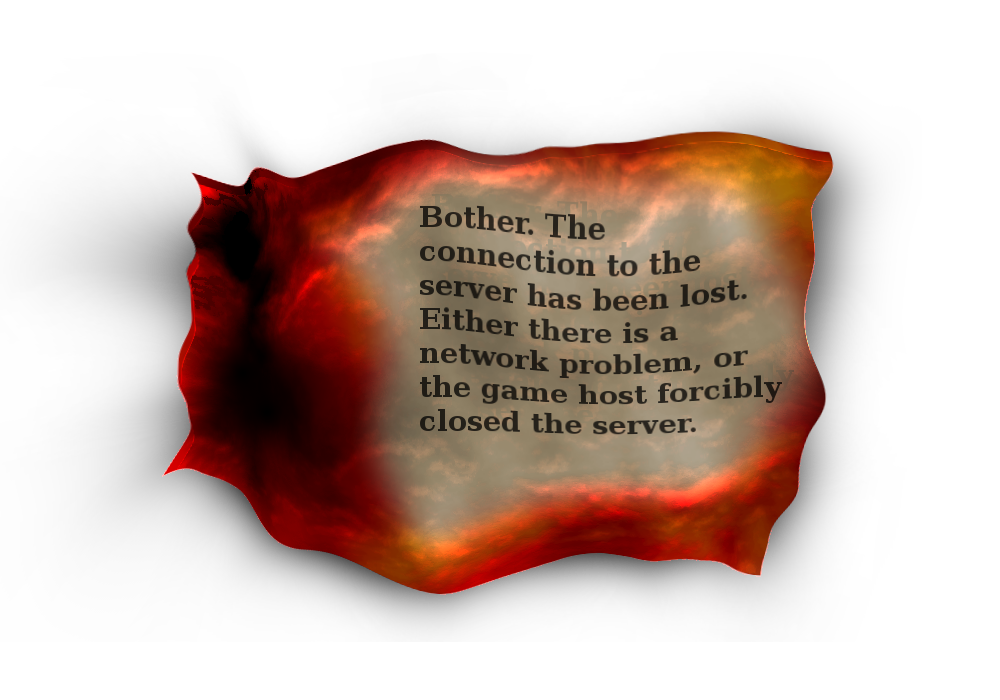 Bother. The
connection to the
server has been lost.
Either there is a
network problem, or
the game host forcibly
closed the server.